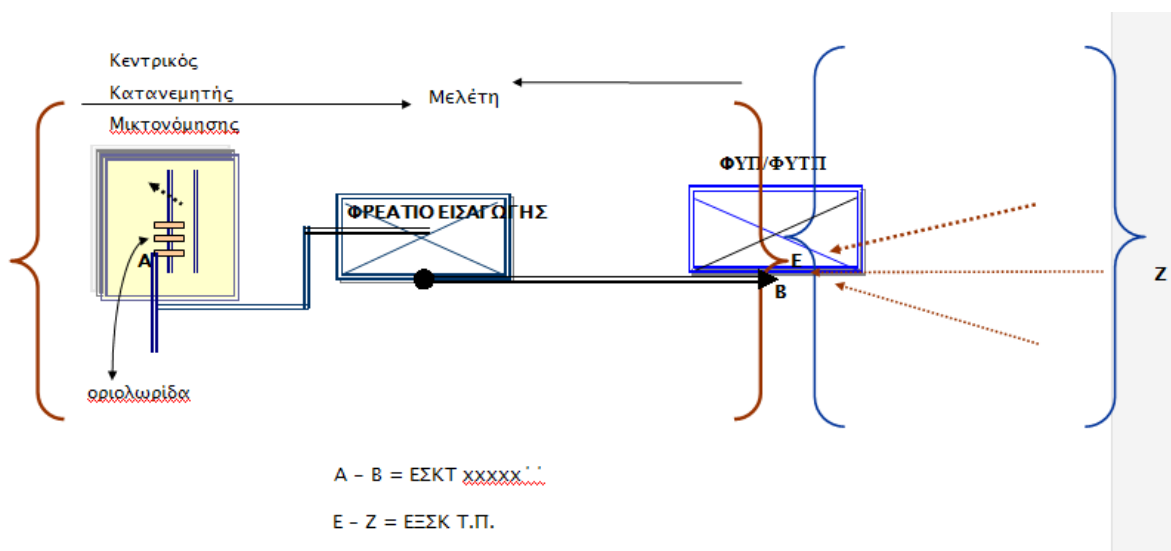 Κεντρικός
Κατανεμητής
Μικτονόμησης
Μελέτη
ΦΥΠ/ΦΥΤΠ
ΦΡΕΑΤΙΟ ΕΙΣΑΓΩΓΗΣ
Α
Ε
Β
Ζ
οριολωρίδα
Α – Β = ΕΣΚΤ xxxxx΄΄
Ε – Ζ = ΕΞΣΚ Τ.Π.